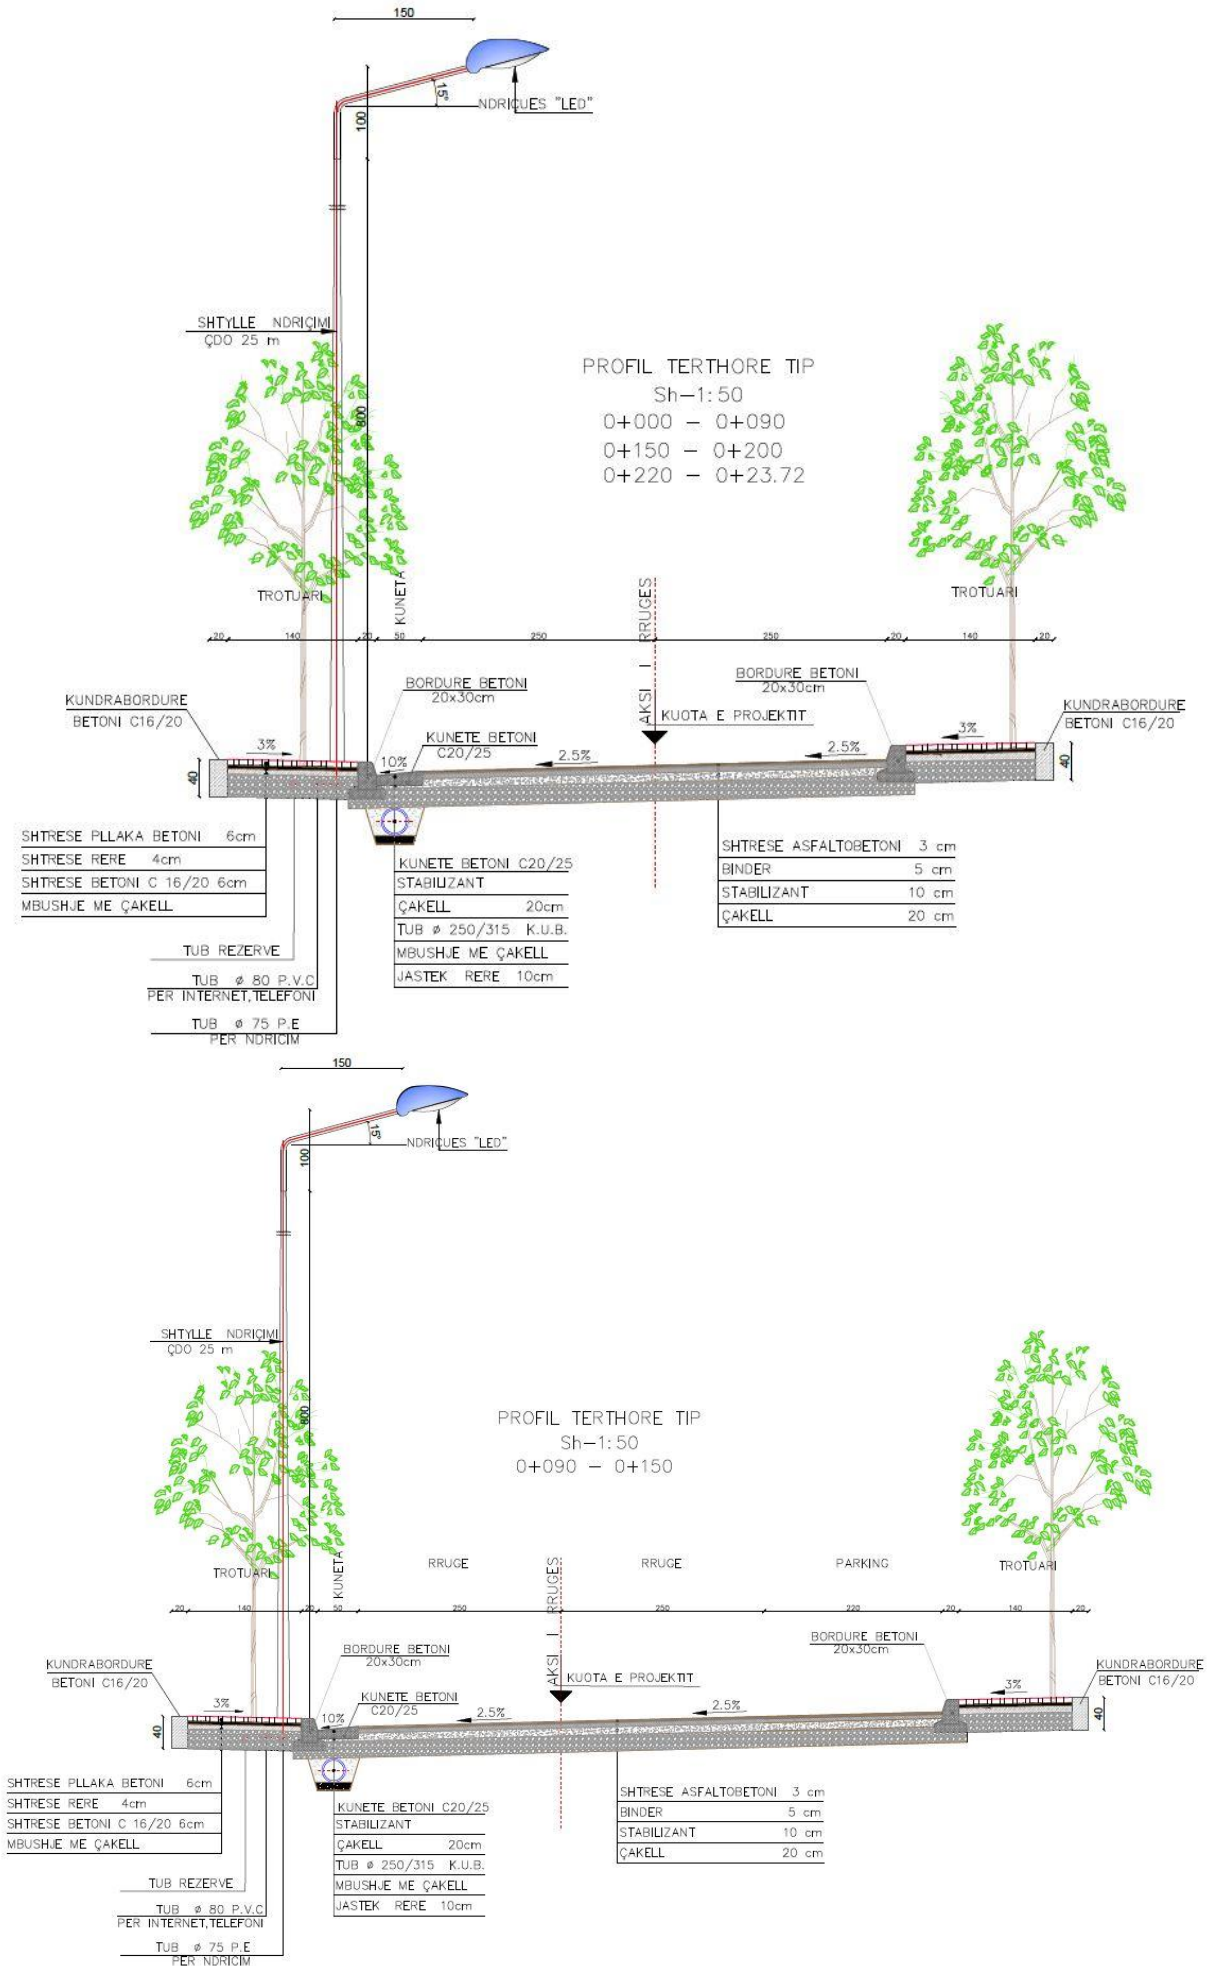 150
15°
NDRIÇUES "LED"
100
SHTYLLE NDRIÇIMI
ÇDO 25 m
800
PROFIL TERTHORE TIP
Sh-1:50
0+000 - 0+090
0+150 - 0+200
0+220 - 0+23.72
TROTUARI
KUNETA
AKSI I RRUGES
TROTUARI
20 140 20 50 250 250 20 140 20
KUNDRABORDURE
BETONI C16/20
BORDURE BETONI
20x30cm
KUNETE BETONI
C20/25
BORDURE BETONI
20x30cm
KUOTA E PROJEKTIT
KUNDRABORDURE
BETONI C16/20
40
3%
10%
2.5%
2.5%
3%
40
SHTRESE PLLAKA BETONI 6cm
SHTRESE RERE 4cm
SHTRESE BETONI C 16/20 6cm
MBUSHJE ME ÇAKELL
TUB REZERVE
TUB ø 80 P.V.C
PER INTERNET,TELEFONI
TUB ø 75 P.E
PER NDRICIM
KUNETE BETONI C20/25
STABILIZANT
ÇAKELL 20cm
TUB ø 250/315 K.U.B.
MBUSHJE ME ÇAKELL
JASTEK RERE 10cm
SHTRESE ASFALTOBETONI 3 cm
BINDER 5 cm
STABILIZANT 10 cm
ÇAKELL 20 cm
150
15°
NDRIÇUES "LED"
100
SHTYLLE NDRIÇIMI
ÇDO 25 m
800
PROFIL TERTHORE TIP
Sh-1:50
0+090 - 0+150
TROTUARI
KUNETA
RRUGE
AKSI I RRUGES
RRUGE
PARKING
TROTUARI
20 140 20 50 250 250 220 20 140 20
KUNDRABORDURE
BETONI C16/20
BORDURE BETONI
20x30cm
KUNETE BETONI
C20/25
KUOTA E PROJEKTIT
BORDURE BETONI
20x30cm
KUNDRABORDURE
BETONI C16/20
40
3%
10%
2.5%
2.5%
3%
40
SHTRESE PLLAKA BETONI 6cm
SHTRESE RERE 4cm
SHTRESE BETONI C 16/20 6cm
MBUSHJE ME ÇAKELL
TUB REZERVE
TUB ø 80 P.V.C
PER INTERNET,TELEFONI
TUB ø 75 P.E
PER NDRICIM
KUNETE BETONI C20/25
STABILIZANT
ÇAKELL 20cm
TUB ø 250/315 K.U.B.
MBUSHJE ME ÇAKELL
JASTEK RERE 10cm
SHTRESE ASFALTOBETONI 3 cm
BINDER 5 cm
STABILIZANT 10 cm
ÇAKELL 20 cm